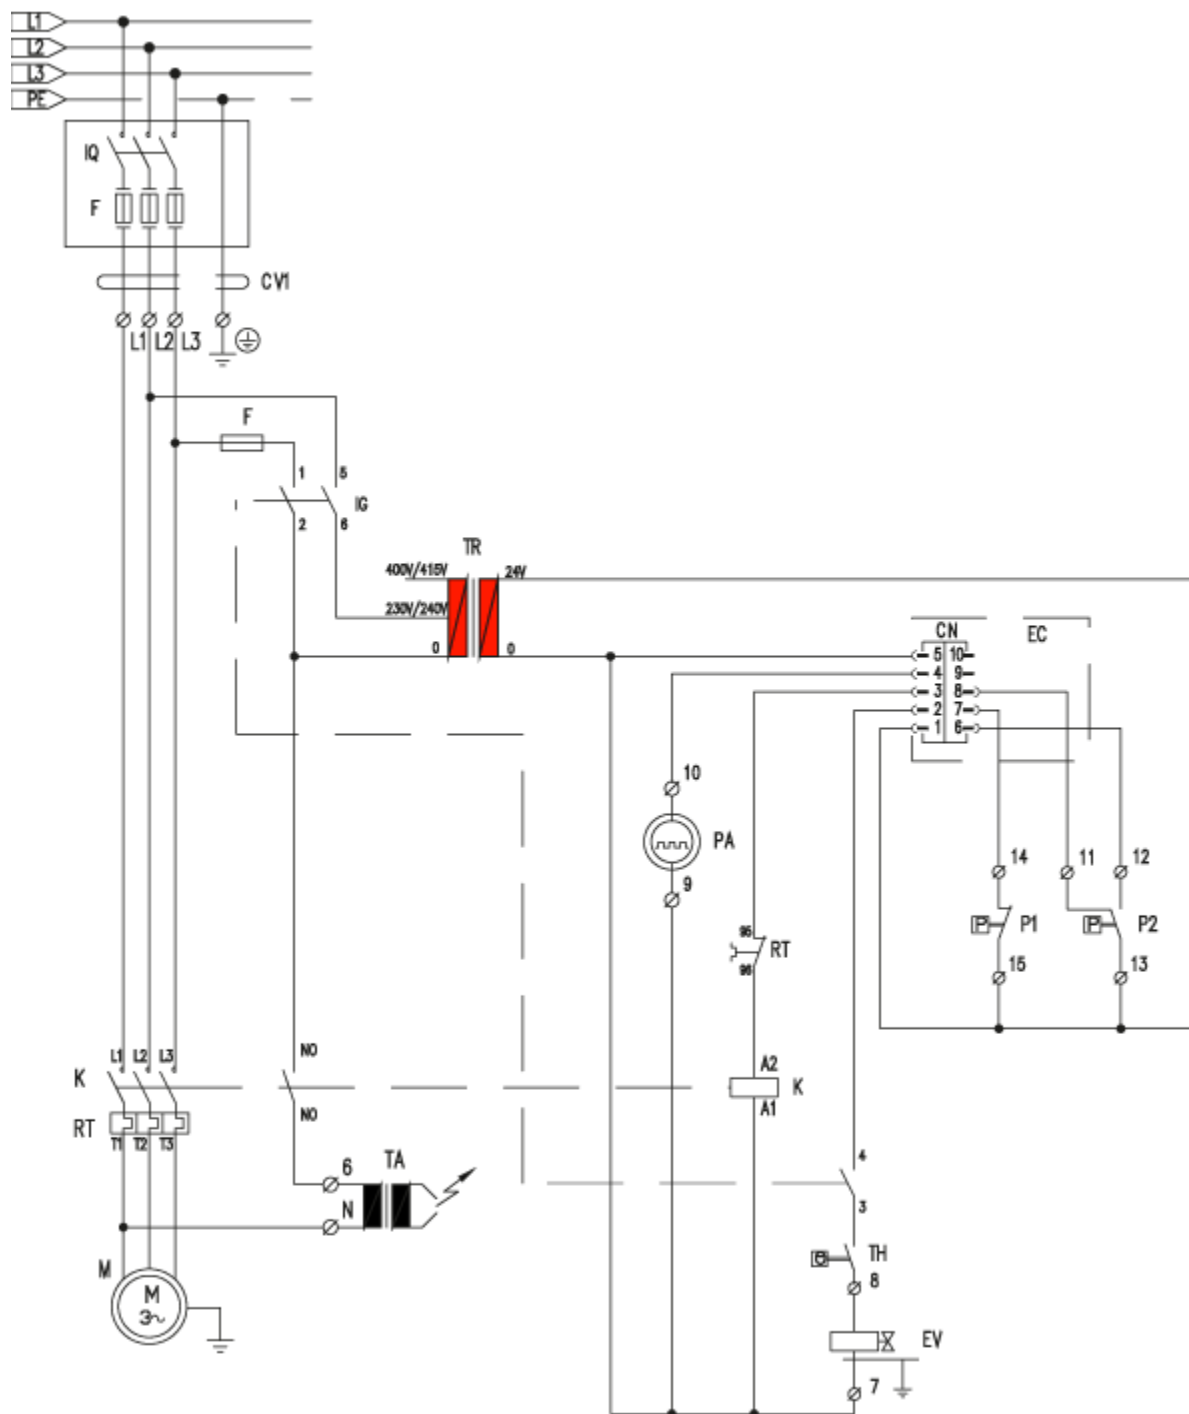 L1
L2
L3
PE
IQ
F
CV1
L1 L2 L3
F
1 5
IG
2 6
TR
400V/415V 24V
230V/240V
0 0
CN EC
5 10
4 9
3 8
2 7
1 6
10
PA
9
14 11 12
P P1 P P2
15 13
95
RT
96
L1 L2 L3 NO
K
A2
K
A1
RT
T1 T2 T3
NO
6 TA
N
4
3
TH
8
M
M
3~
EV
7